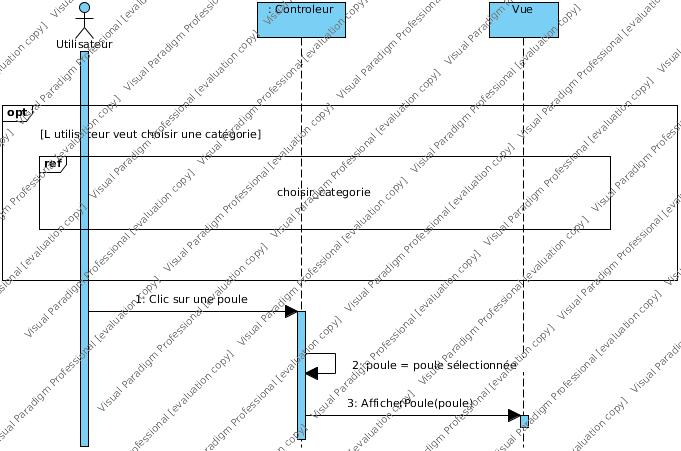 : Controleur
Vue
Utilisateur
opt
[L utilisateur veut choisir une catégorie]
ref
choisir_categorie
1: Clic sur une poule
2: poule = poule sélectionnée
3: AfficherPoule(poule)
Visual Paradigm Professional [evaluation copy]